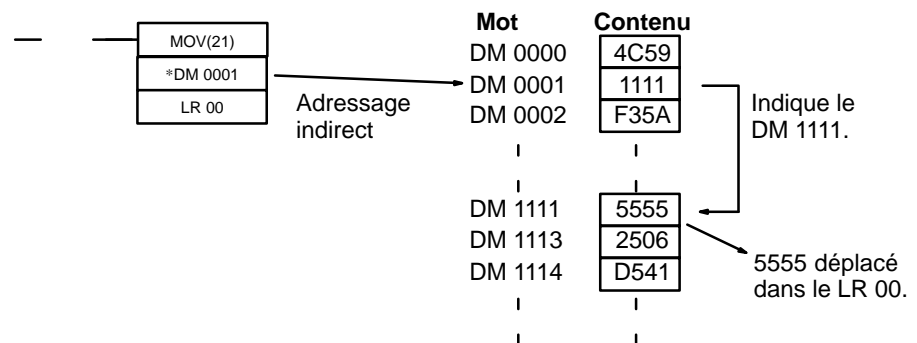 MOV(21)
*DM 0001
LR 00
Adressage
indirect
Mot Contenu
DM 0000 4C59
DM 0001 1111
DM 0002 F35A
Indique le
DM 1111.
DM 1111 5555
DM 1113 2506
DM 1114 D541
5555 déplacé
dans le LR 00.